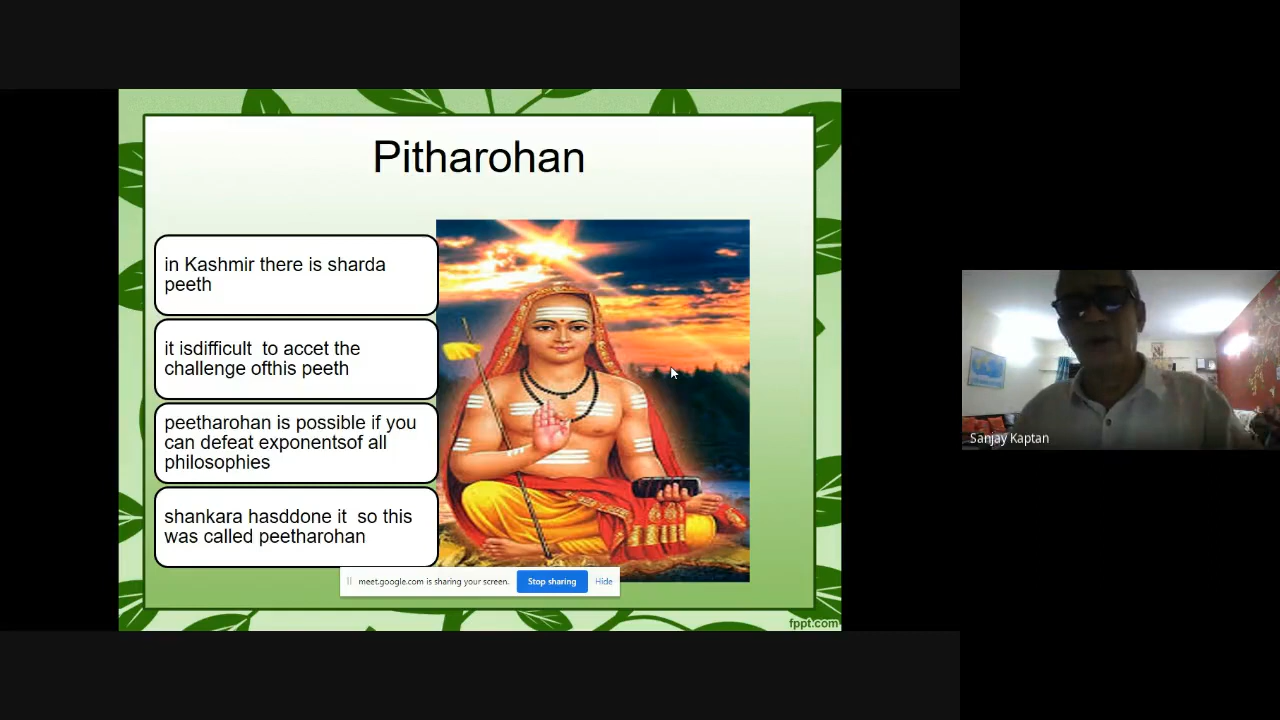 Pitharohan
in Kashmir there is sharda
peeth
it isdifficult  to accet the
challenge ofthis peeth
peetharohan is possible if you
can defeat exponentsof all
philosophies
shankara hasddone it  so this
was called peetharohan
meet.google.com is sharing your screen.
Stop sharing
Hide
fppt.com
Sanjay Kaptan